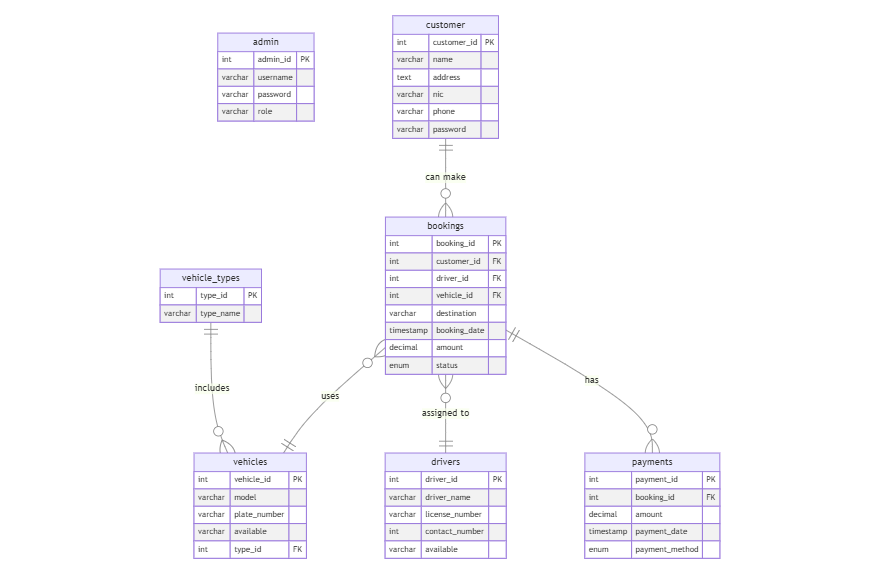 customer
int customer_id PK
varchar name
text address
varchar nic
varchar phone
varchar password
admin
int admin_id PK
varchar username
varchar password
varchar role
can make
bookings
int booking_id PK
int customer_id FK
int driver_id FK
int vehicle_id FK
varchar destination
timestamp booking_date
decimal amount
enum status
vehicle_types
int type_id PK
varchar type_name
includes
uses
assigned to
has
vehicles
int vehicle_id PK
varchar model
varchar plate_number
varchar available
int type_id FK
drivers
int driver_id PK
varchar driver_name
varchar license_number
int contact_number
varchar available
payments
int payment_id PK
int booking_id FK
decimal amount
timestamp payment_date
enum payment_method